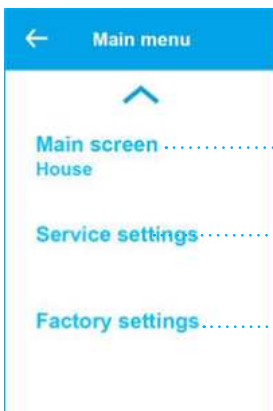 Main menu
Main screen
House
Service settings
Factory settings